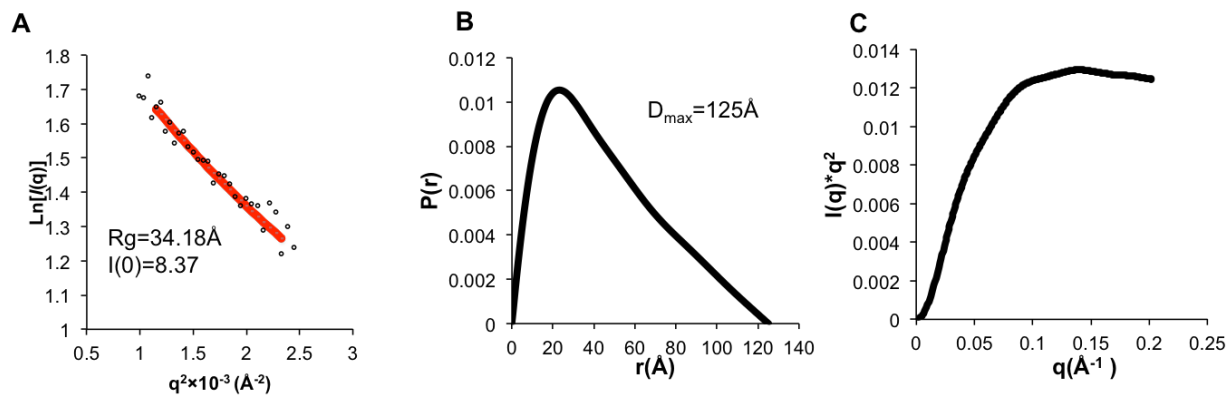 A
Ln[I(q)]
1.8
1.7
1.6
1.5
1.4
1.3
1.2
1.1
1
Rg=34.18Å
I(0)=8.37
0.5 1 1.5 2 2.5 3
q²×10⁻³ (Å⁻²)
B
P(r)
0.012
0.01
0.008
0.006
0.004
0.002
0
Dmax=125Å
0 20 40 60 80 100 120 140
r(Å)
C
I(q)*q²
0.014
0.012
0.01
0.008
0.006
0.004
0.002
0
0 0.05 0.1 0.15 0.2 0.25
q(Å⁻¹ )